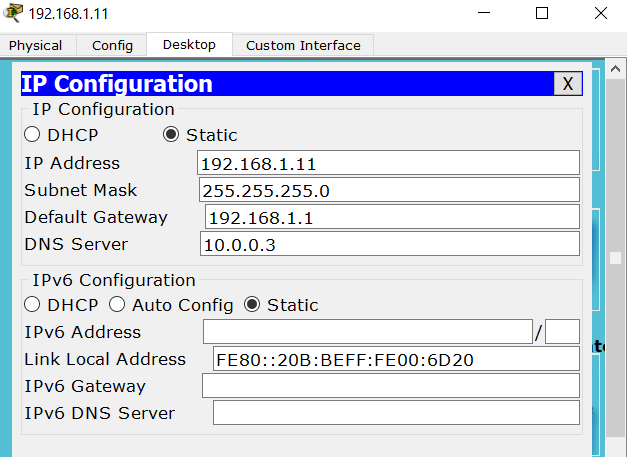 192.168.1.11
Physical Config Desktop Custom Interface
IP Configuration X
IP Configuration
DHCP Static
IP Address 192.168.1.11
Subnet Mask 255.255.255.0
Default Gateway 192.168.1.1
DNS Server 10.0.0.3
IPv6 Configuration
DHCP Auto Config Static
IPv6 Address /
Link Local Address FE80::20B:BEFF:FE00:6D20
IPv6 Gateway
IPv6 DNS Server